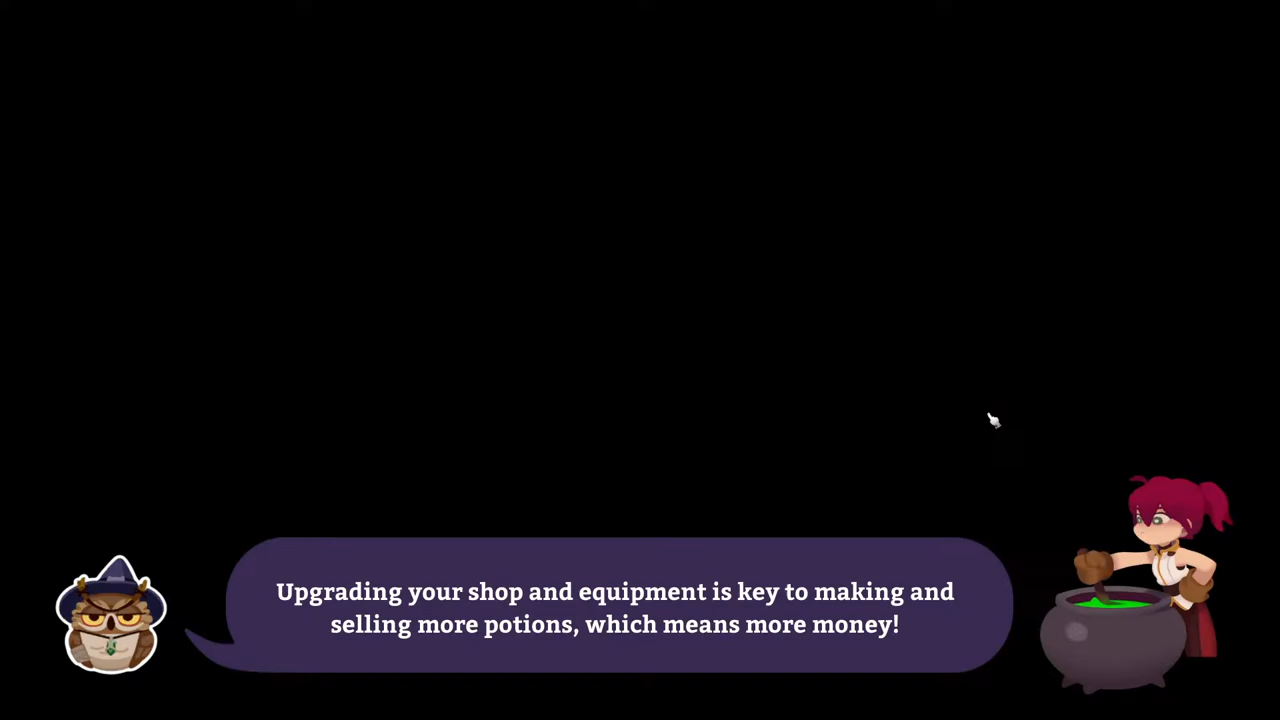 Upgrading your shop and equipment is key to making and
selling more potions, which means more money!